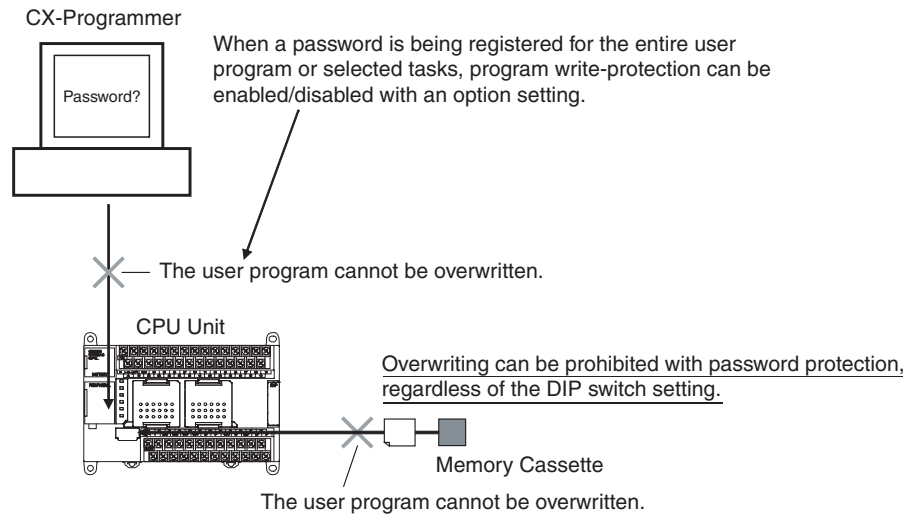 CX-Programmer
When a password is being registered for the entire user
program or selected tasks, program write-protection can be
enabled/disabled with an option setting.
Password?
The user program cannot be overwritten.
CPU Unit
Overwriting can be prohibited with password protection,
regardless of the DIP switch setting.
Memory Cassette
The user program cannot be overwritten.